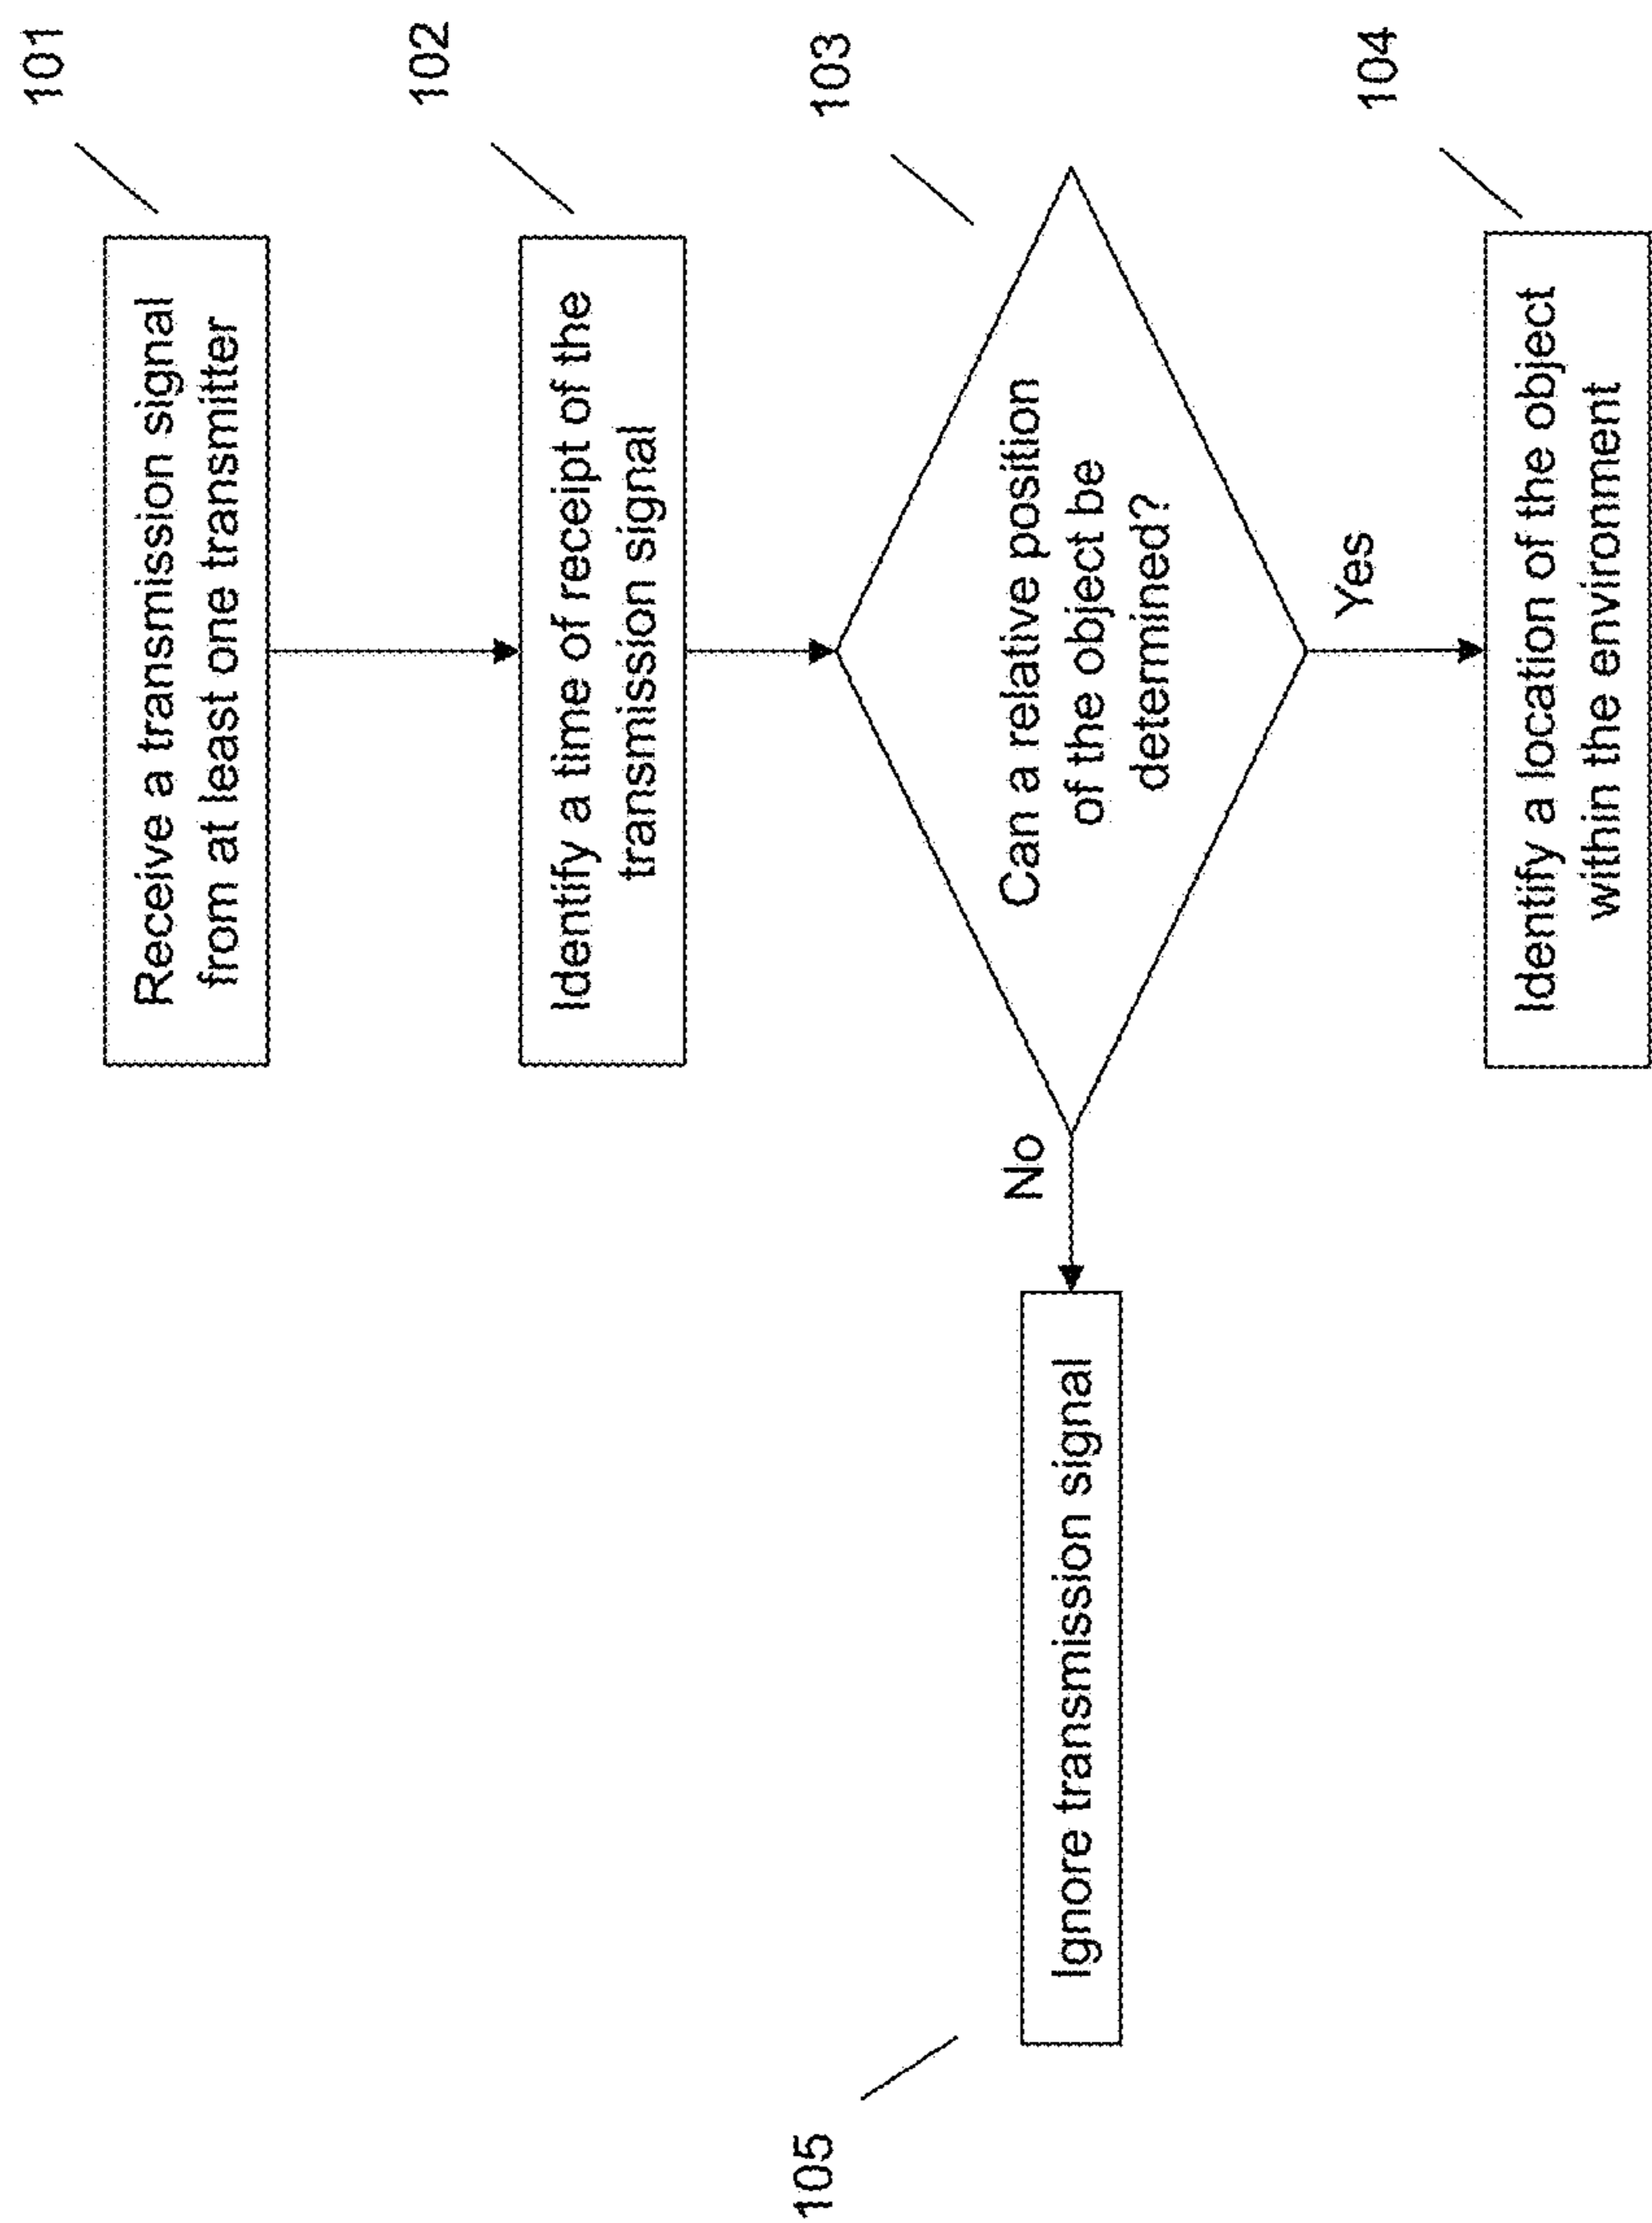 101
Receive a transmission signal
from at least one transmitter
102
Identify a time of receipt of the
transmission signal
103
Can a relative position
of the object be
determined?
No
Yes
105
Ignore transmission signal
104
Identify a location of the object
within the environment